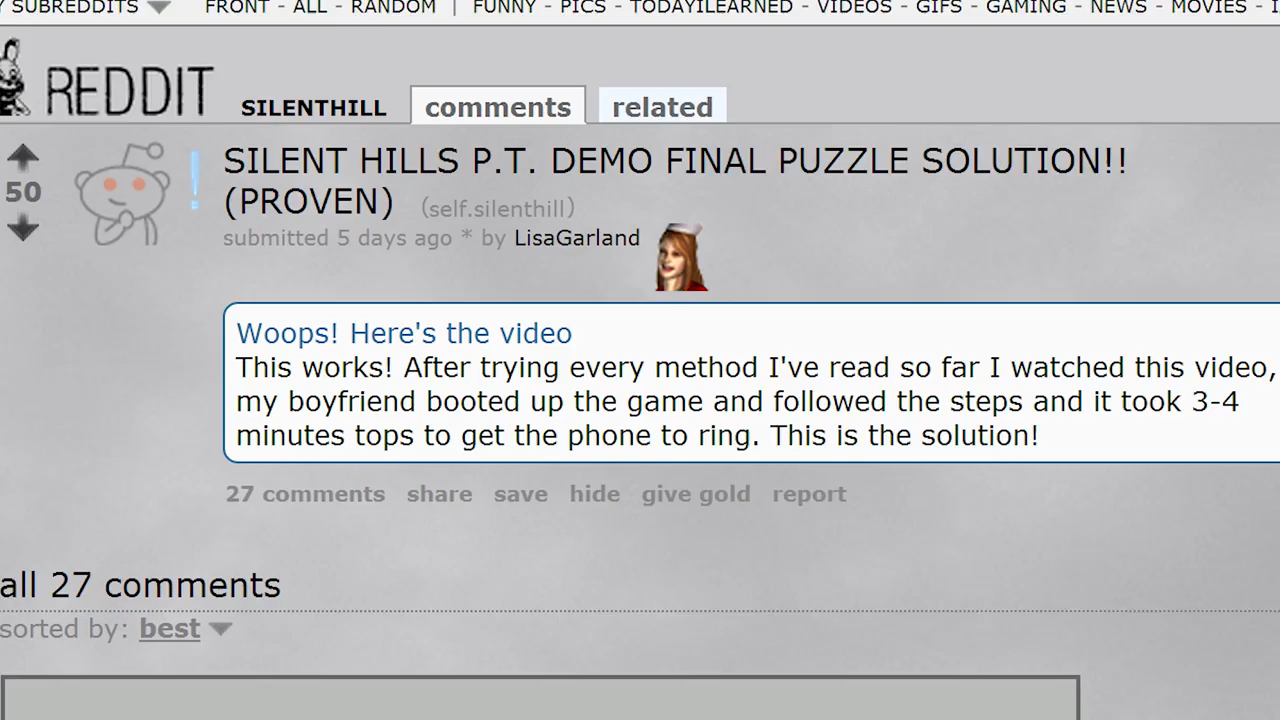 Y SUBREDDITS FRONT - ALL - RANDOM | FUNNY - PICS - TODAYILEARNED - VIDEOS - GIFS - GAMING - NEWS - MOVIES -
REDDIT SILENTHILL comments related
SILENT HILLS P.T. DEMO FINAL PUZZLE SOLUTION!!
50
(PROVEN) (self.silenthill)
submitted 5 days ago * by LisaGarland
Woops! Here's the video
This works! After trying every method I've read so far I watched this video,
my boyfriend booted up the game and followed the steps and it took 3-4
minutes tops to get the phone to ring. This is the solution!
27 comments share save hide give gold report
all 27 comments
sorted by: best